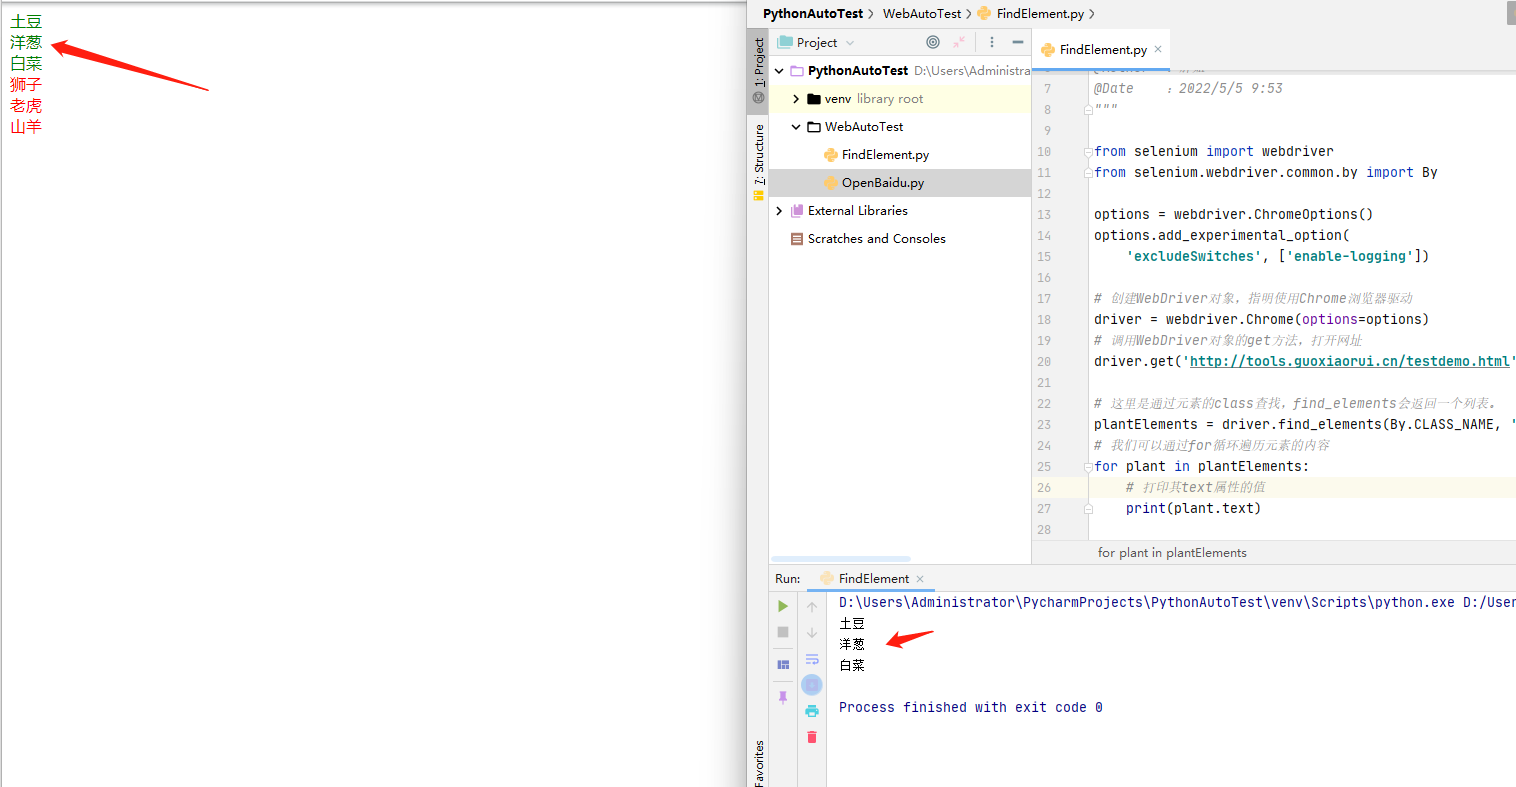 土豆
洋葱
白菜
狮子
老虎
山羊
PythonAutoTest
WebAutoTest
FindElement.py
1: Project
7: Structure
Favorites
Project
PythonAutoTest D:\Users\Administra
venv library root
WebAutoTest
FindElement.py
OpenBaidu.py
External Libraries
Scratches and Consoles
FindElement.py
7 @Date : 2022/5/5 9:53
8 """
9
10 from selenium import webdriver
11 from selenium.webdriver.common.by import By
12
13 options = webdriver.ChromeOptions()
14 options.add_experimental_option(
15 'excludeSwitches', ['enable-logging'])
16
17 # 创建WebDriver对象，指明使用Chrome浏览器驱动
18 driver = webdriver.Chrome(options=options)
19 # 调用WebDriver对象的get方法，打开网址
20 driver.get('http://tools.guoxiaorui.cn/testdemo.html'
21
22 # 这里是通过元素的class查找，find_elements会返回一个列表。
23 plantElements = driver.find_elements(By.CLASS_NAME, '
24 # 我们可以通过for循环遍历元素的内容
25 for plant in plantElements:
26 # 打印其text属性的值
27 print(plant.text)
28
for plant in plantElements
Run: FindElement
D:\Users\Administrator\PycharmProjects\PythonAutoTest\venv\Scripts\python.exe D:/User
土豆
洋葱
白菜
Process finished with exit code 0